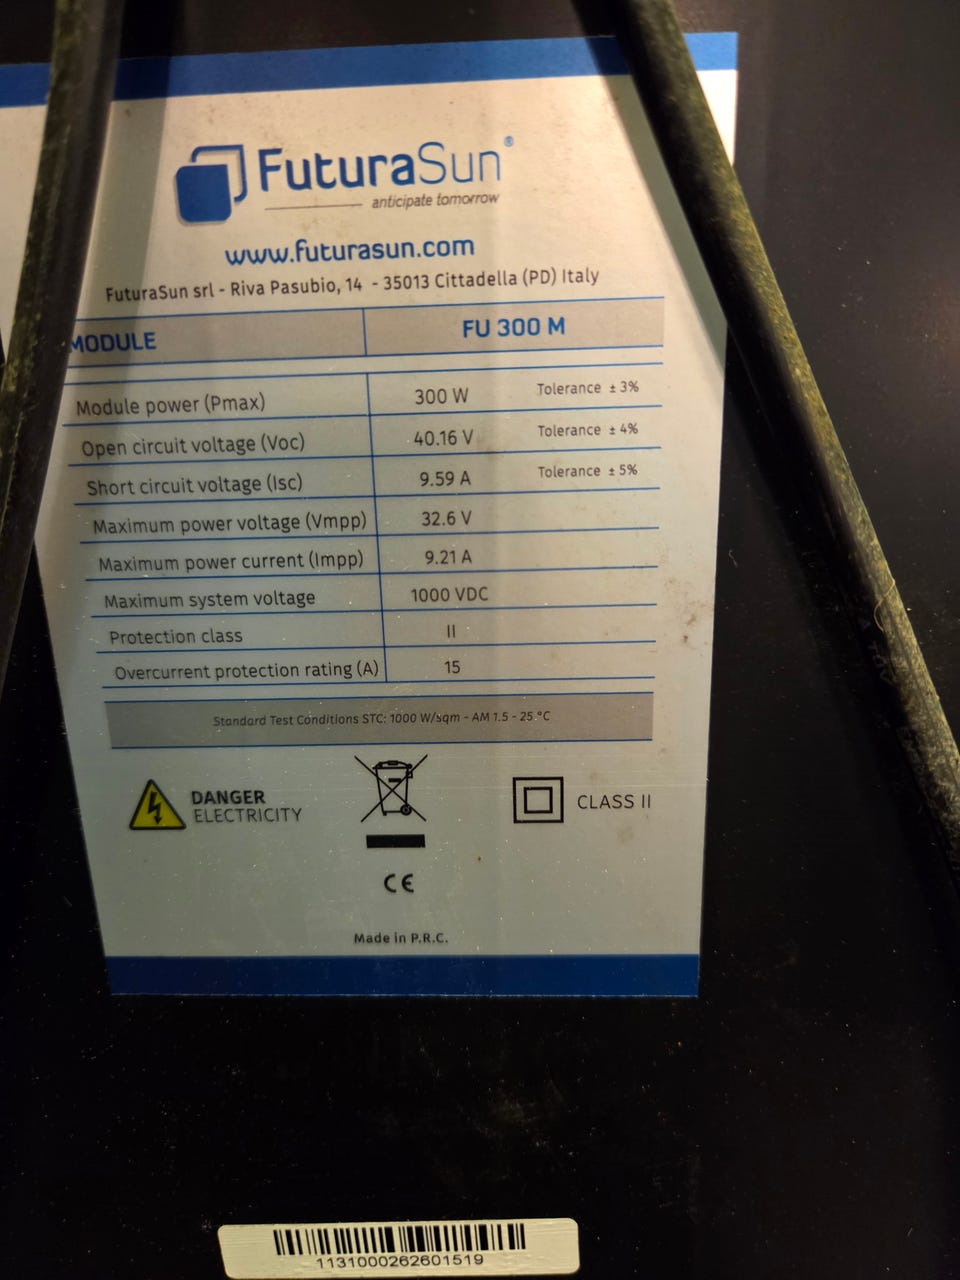 FuturaSun®
anticipate tomorrow
www.futurasun.com
FuturaSun srl - Riva Pasubio, 14 - 35013 Cittadella (PD) Italy
MODULE FU 300 M
Module power (Pmax) 300 W Tolerance ± 3%
Open circuit voltage (Voc) 40.16 V Tolerance ± 4%
Short circuit voltage (Isc) 9.59 A Tolerance ± 5%
Maximum power voltage (Vmpp) 32.6 V
Maximum power current (Impp) 9.21 A
Maximum system voltage 1000 VDC
Protection class II
Overcurrent protection rating (A) 15
Standard Test Conditions STC: 1000 W/sqm - AM 1.5 - 25 °C
DANGER
ELECTRICITY
CLASS II
CE
Made in P.R.C.
1131000262601519